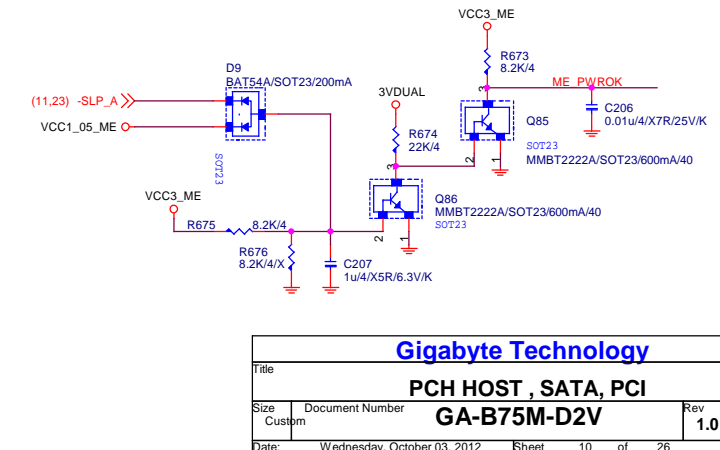 VCC3_ME
R673
8.2K/4
D9
BAT54A/SOT23/200mA
ME_PWROK
3
(11,23) -SLP_A
3VDUAL
C206
0.01u/4/X7R/25V/K
VCC1_05_ME
Q85
R674
22K/4
SOT23
MMBT2222A/SOT23/600mA/40
2
1
SOT23
3
VCC3_ME
Q86
MMBT2222A/SOT23/600mA/40
SOT23
R675
8.2K/4
2
1
R676
8.2K/4/X
C207
1u/4/X5R/6.3V/K
Gigabyte Technology
Title
PCH HOST , SATA, PCI
Size
Custom
Document Number
GA-B75M-D2V
Rev
1.0
Date:
Wednesday, October 03, 2012
Sheet 10 of 26